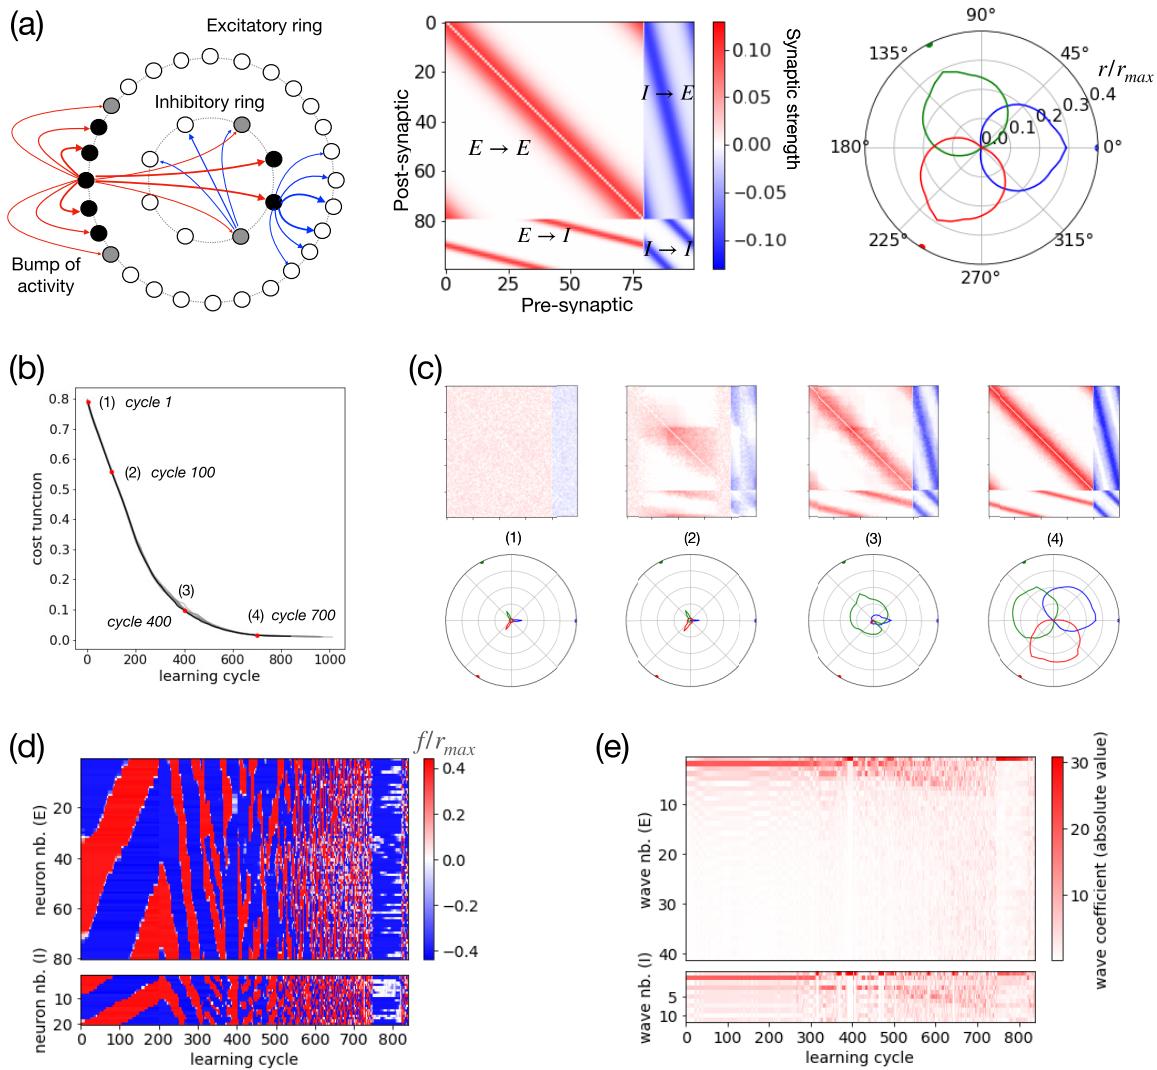 (a)
Excitatory ring
Inhibitory ring
Bump of
activity
0
20
40
60
80
Post-synaptic
E → E
I → E
E → I
I → I
0 25 50 75
Pre-synaptic
0.10
0.05
0.00
−0.05
−0.10
Synaptic strength
90°
135° 45°
r/rmax
180° 0.0 0.1 0.2 0.3 0.4 0°
225° 315°
270°
(b)
0.8
0.7
0.6
0.5
0.4
0.3
0.2
0.1
0.0
cost function
(1) cycle 1
(2) cycle 100
(3)
cycle 400
(4) cycle 700
0 200 400 600 800 1000
learning cycle
(c)
(1) (2) (3) (4)
(d)
f/rmax
20
40
60
80
neuron nb. (E)
0.4
0.2
0.0
−0.2
−0.4
10
20
neuron nb. (I)
0 100 200 300 400 500 600 700 800
learning cycle
(e)
10
20
30
40
wave nb. (E)
30
20
10
wave coefficient (absolute value)
5
10
wave nb. (I)
0 100 200 300 400 500 600 700 800
learning cycle